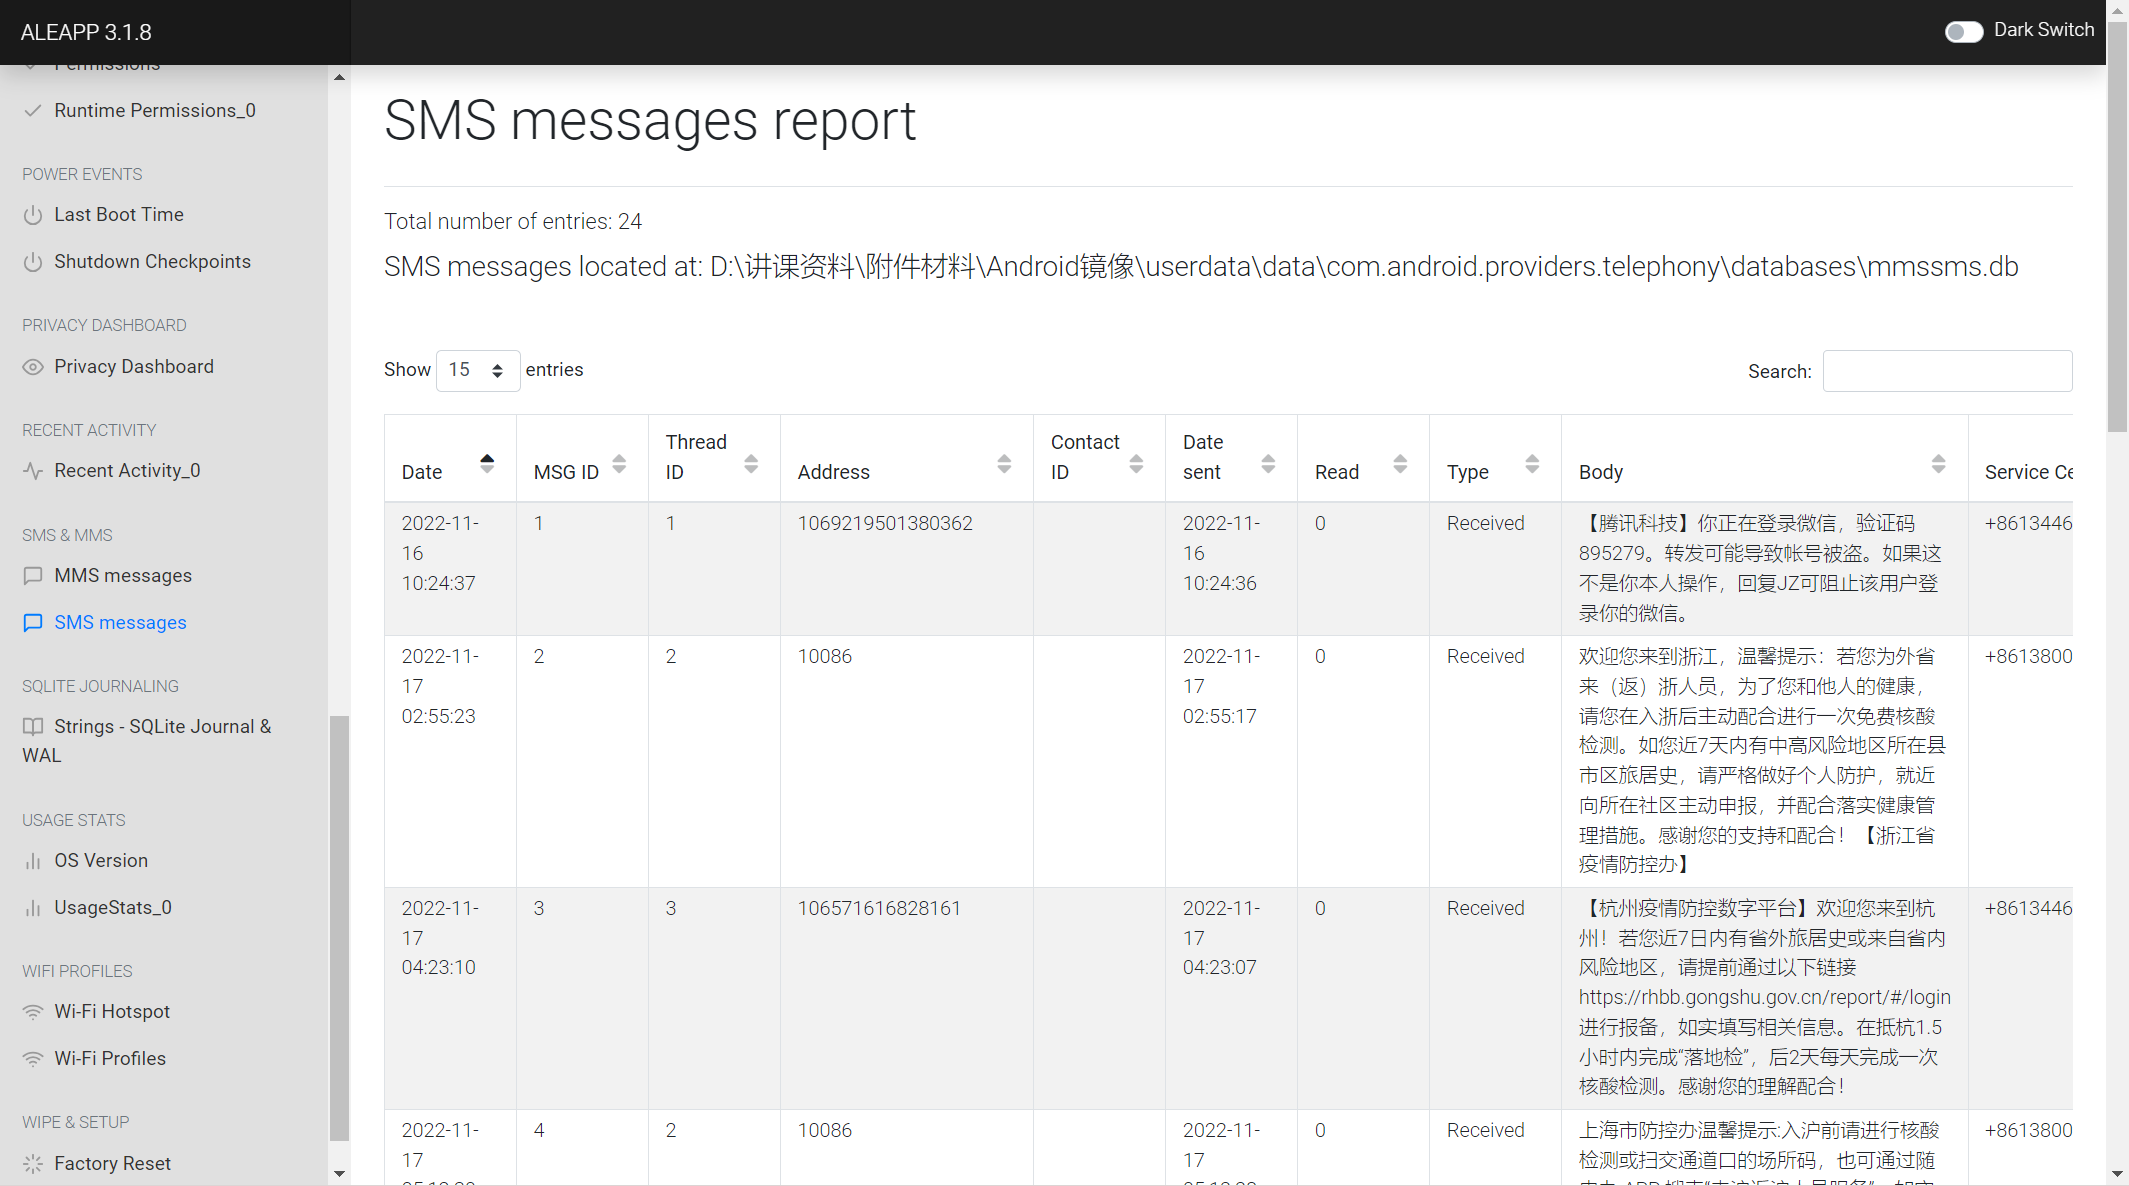 ALEAPP 3.1.8
Dark Switch
Permissions
Runtime Permissions_0
POWER EVENTS
Last Boot Time
Shutdown Checkpoints
PRIVACY DASHBOARD
Privacy Dashboard
RECENT ACTIVITY
Recent Activity_0
SMS & MMS
MMS messages
SMS messages
SQLITE JOURNALING
Strings - SQLite Journal &
WAL
USAGE STATS
OS Version
UsageStats_0
WIFI PROFILES
Wi-Fi Hotspot
Wi-Fi Profiles
WIPE & SETUP
Factory Reset
SMS messages report
Total number of entries: 24
SMS messages located at: D:\讲课资料\附件材料\Android镜像\userdata\data\com.android.providers.telephony\databases\mmssms.db
Show 15 entries
Search:
Date
MSG ID
Thread
ID
Address
Contact
ID
Date
sent
Read
Type
Body
Service Ce
2022-11-
16
10:24:37
1
1
1069219501380362
2022-11-
16
10:24:36
0
Received
【腾讯科技】你正在登录微信，验证码
895279。转发可能导致帐号被盗。如果这
不是你本人操作，回复JZ可阻止该用户登
录你的微信。
+8613446
2022-11-
17
02:55:23
2
2
10086
2022-11-
17
02:55:17
0
Received
欢迎您来到浙江，温馨提示：若您为外省
来（返）浙人员，为了您和他人的健康，
请您在入浙后主动配合进行一次免费核酸
检测。如您近7天内有中高风险地区所在县
市区旅居史，请严格做好个人防护，就近
向所在社区主动申报，并配合落实健康管
理措施。感谢您的支持和配合！【浙江省
疫情防控办】
+8613800
2022-11-
17
04:23:10
3
3
106571616828161
2022-11-
17
04:23:07
0
Received
【杭州疫情防控数字平台】欢迎您来到杭
州！若您近7日内有省外旅居史或来自省内
风险地区，请提前通过以下链接
https://rhbb.gongshu.gov.cn/report/#/login
进行报备，如实填写相关信息。在抵杭1.5
小时内完成“落地检”，后2天每天完成一次
核酸检测。感谢您的理解配合！
+8613446
2022-11-
17
4
2
10086
2022-11-
17
0
Received
上海市防控办温馨提示:入沪前请进行核酸
检测或扫交通道口的场所码，也可通过随
+8613800